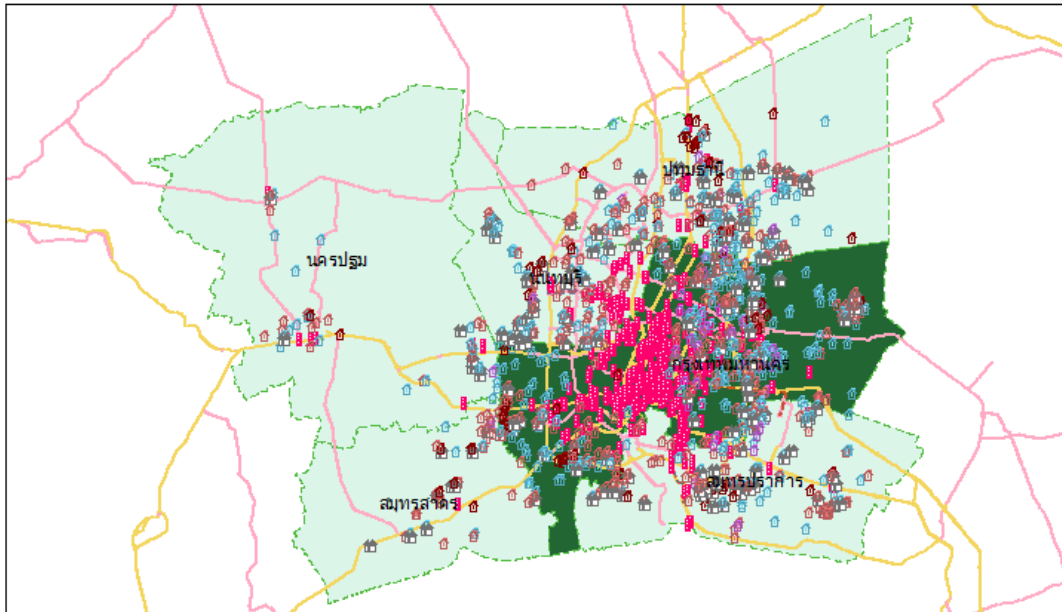 ปทุมธานี
นครปฐม
นนทบุรี
กรุงเทพมหานคร
สมุทรปราการ
สมุทรสาคร